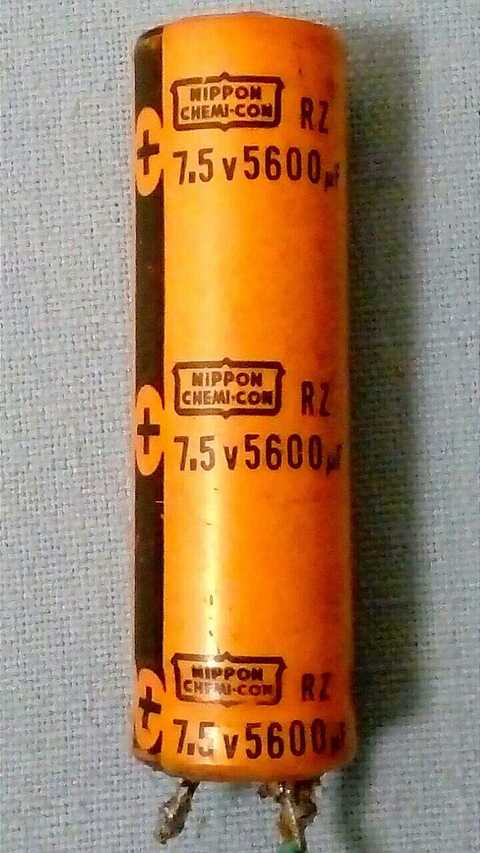 NIPPON
CHEMI-CON RZ
+ 7.5v5600µF
NIPPON
CHEMI-CON RZ
+ 7.5v5600µF
NIPPON
CHEMI-CON RZ
+ 7.5v5600µF